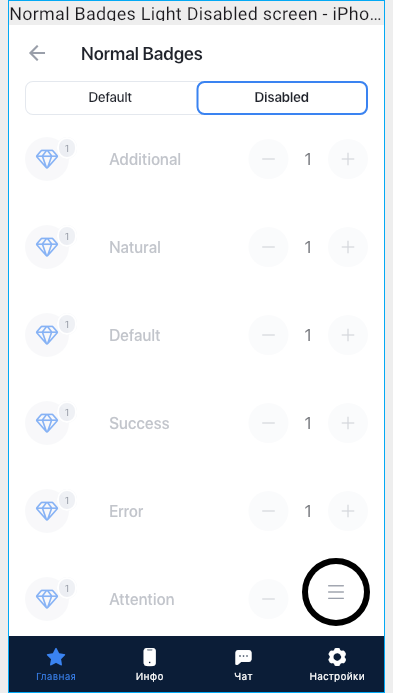 Normal Badges Light Disabled screen - iPho...
Normal Badges
Default Disabled
1 Additional 1
1 Natural 1
1 Default 1
1 Success 1
1 Error 1
1 Attention
Главная Инфо Чат Настройки